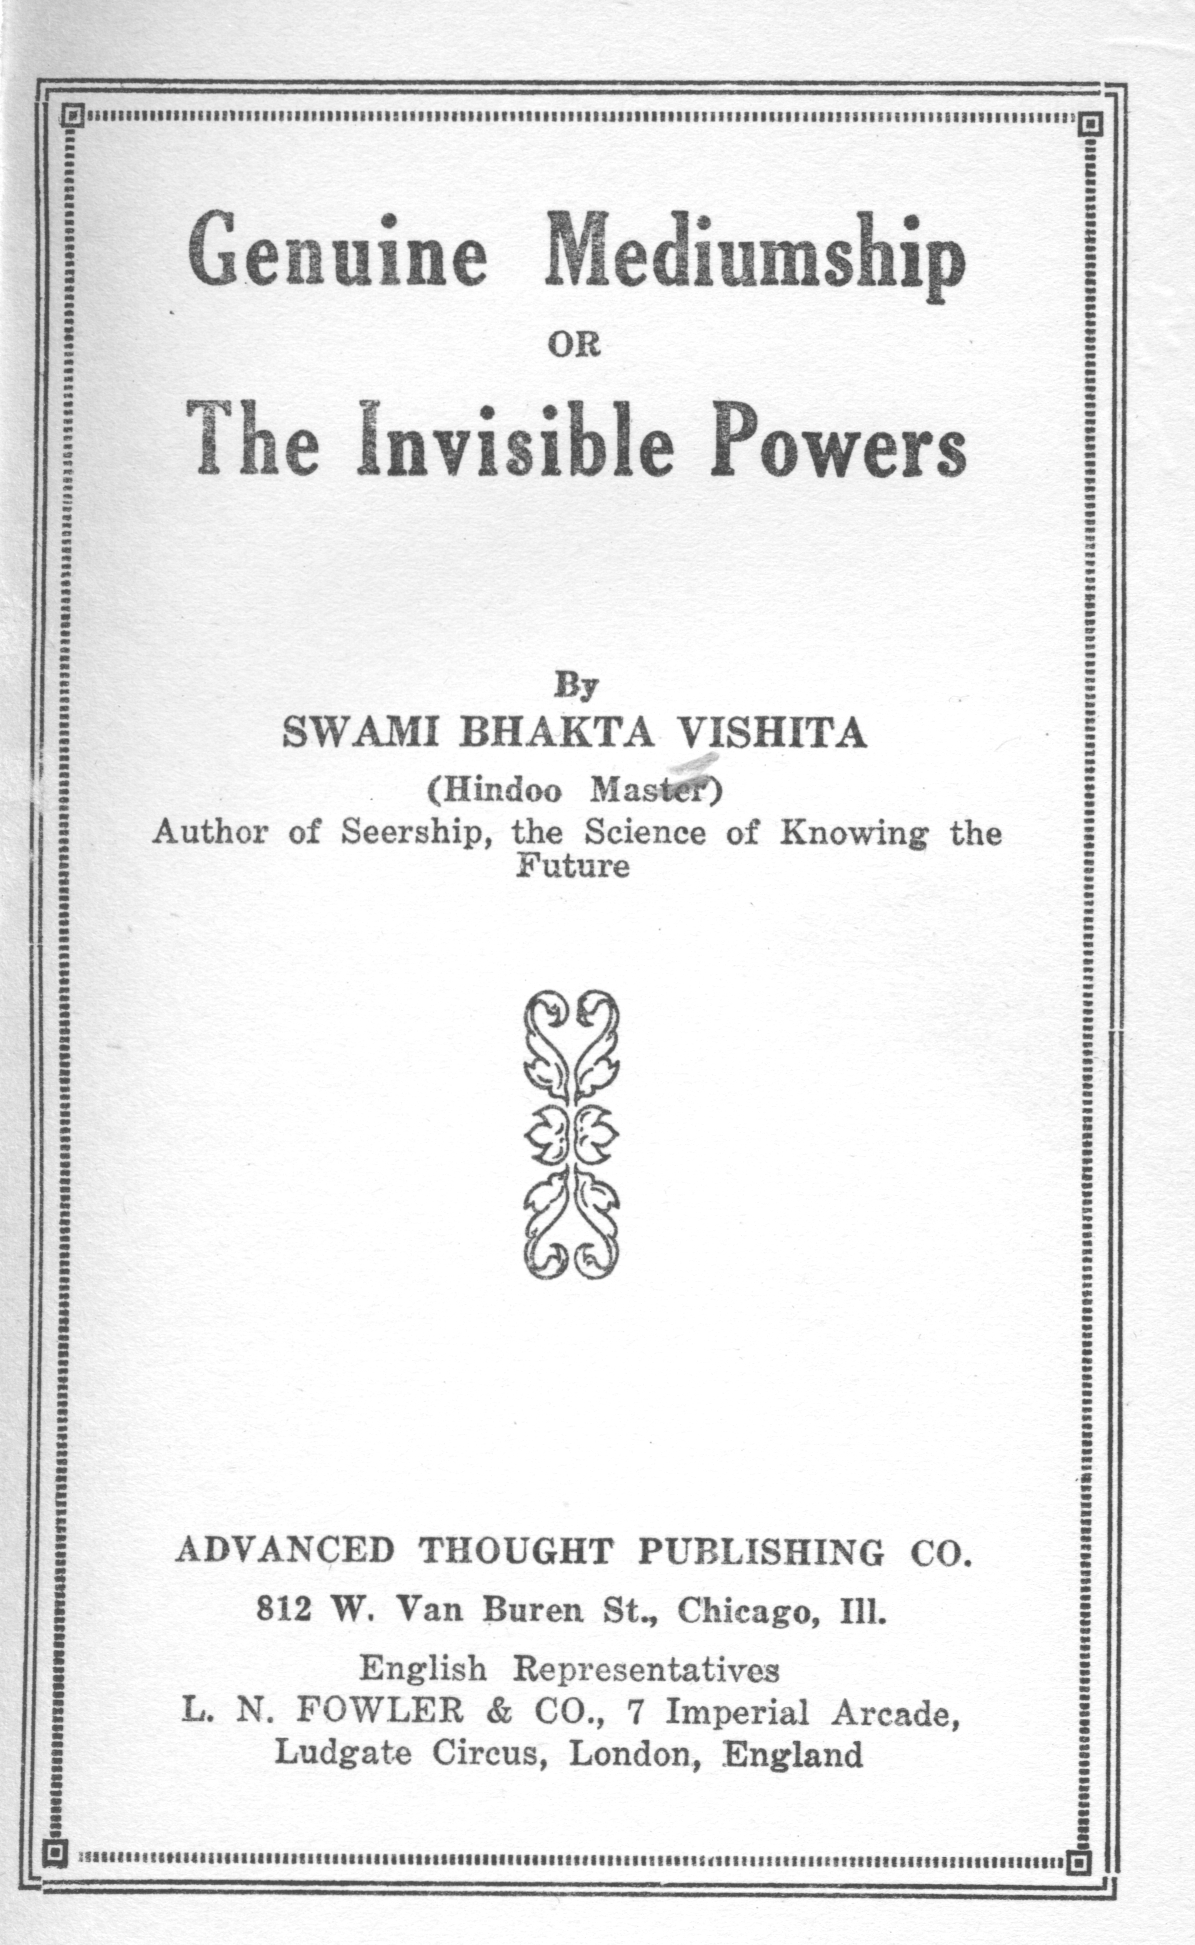 Genuine Mediumship
OR
The Invisible Powers
By
SWAMI BHAKTA VISHITA
(Hindoo Master)
Author of Seership, the Science of Knowing the
Future
ADVANCED THOUGHT PUBLISHING CO.
812 W. Van Buren St., Chicago, Ill.
English Representatives
L. N. FOWLER & CO., 7 Imperial Arcade,
Ludgate Circus, London, England